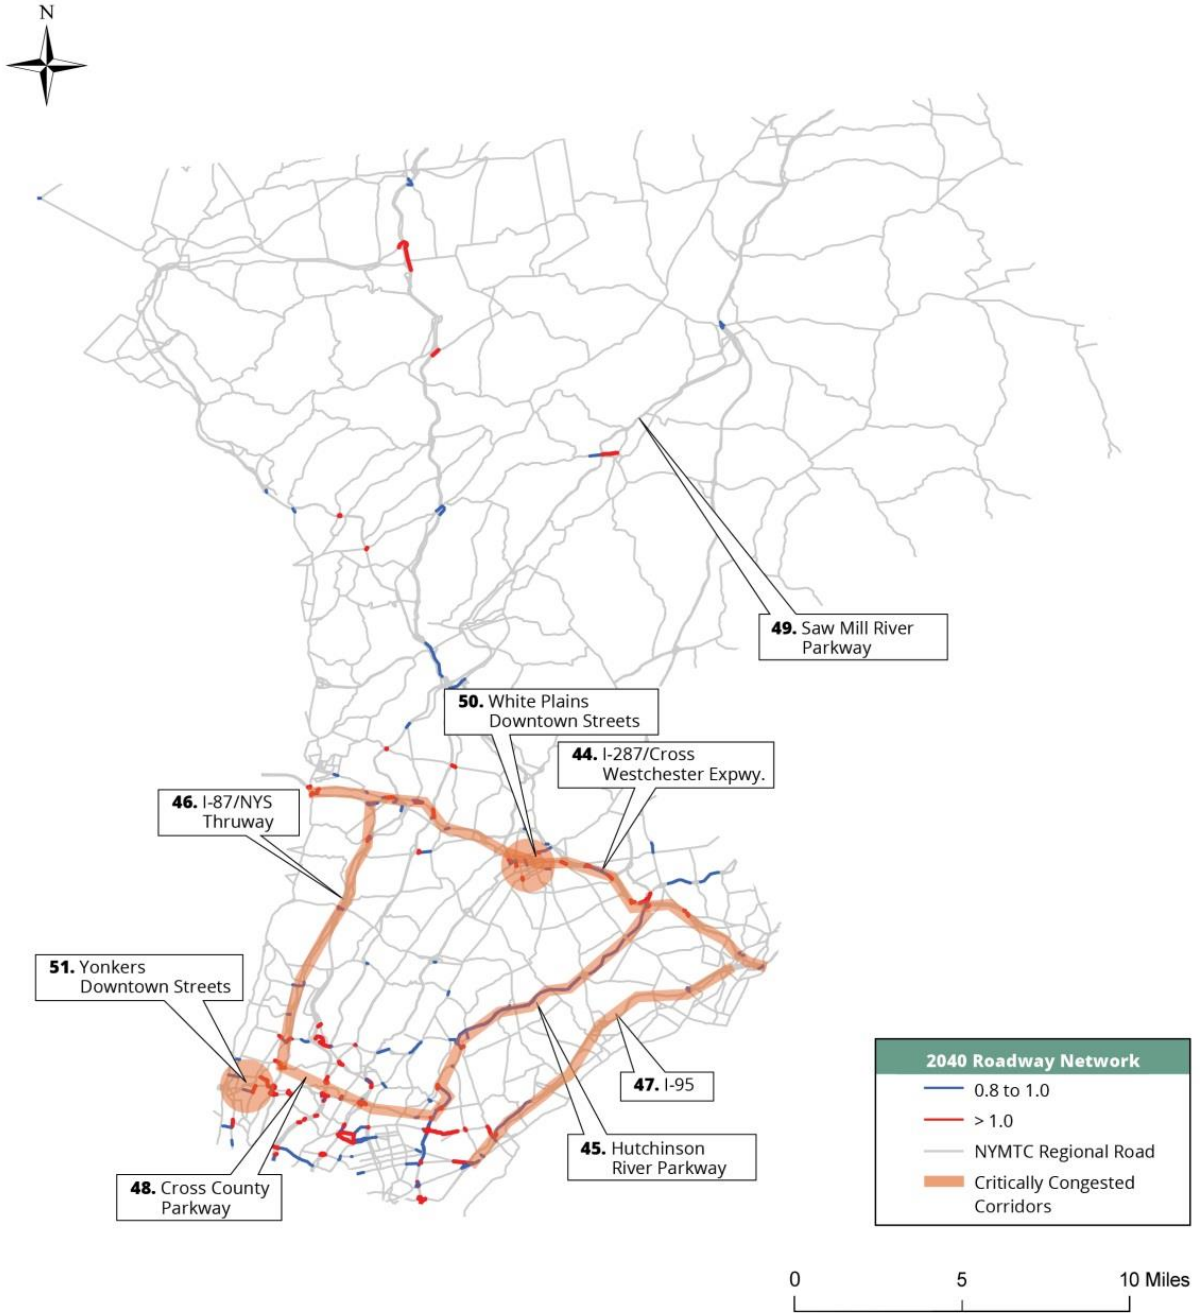 N
49. Saw Mill River
Parkway
50. White Plains
Downtown Streets
44. I-287/Cross
Westchester Expwy.
46. I-87/NYS
Thruway
51. Yonkers
Downtown Streets
47. I-95
45. Hutchinson
River Parkway
48. Cross County
Parkway
2040 Roadway Network
0.8 to 1.0
> 1.0
NYMTC Regional Road
Critically Congested
Corridors
0 5 10 Miles